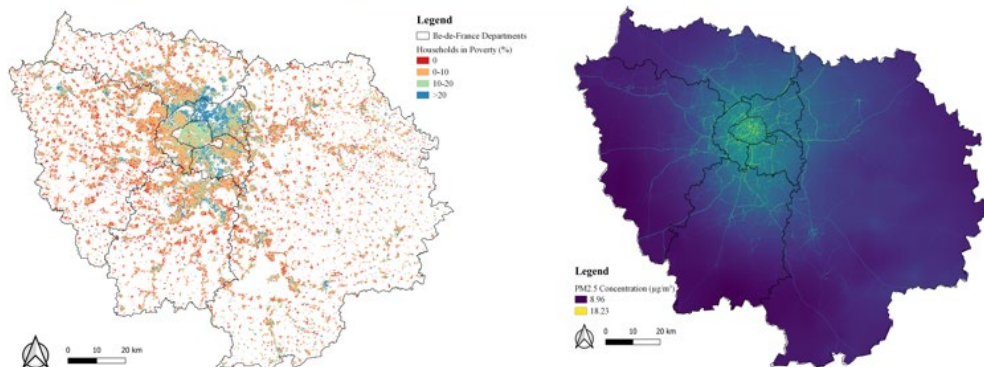 Legend
Ile-de-France Departments
Households in Poverty (%)
0
0-10
10-20
>20
0 10 20 km
Legend
PM2.5 Concentration (µg/m³)
8.96
18.23
0 10 20 km